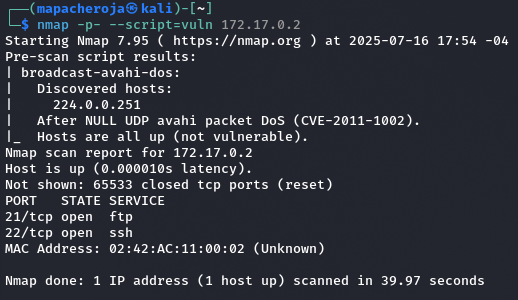 ┌──(mapacheroja㉿kali)-[~]
└─$ nmap -p- --script=vuln 172.17.0.2
Starting Nmap 7.95 ( https://nmap.org ) at 2025-07-16 17:54 -04
Pre-scan script results:
| broadcast-avahi-dos:
|   Discovered hosts:
|     224.0.0.251
|   After NULL UDP avahi packet DoS (CVE-2011-1002).
|_  Hosts are all up (not vulnerable).
Nmap scan report for 172.17.0.2
Host is up (0.000010s latency).
Not shown: 65533 closed tcp ports (reset)
PORT   STATE SERVICE
21/tcp open  ftp
22/tcp open  ssh
MAC Address: 02:42:AC:11:00:02 (Unknown)

Nmap done: 1 IP address (1 host up) scanned in 39.97 seconds